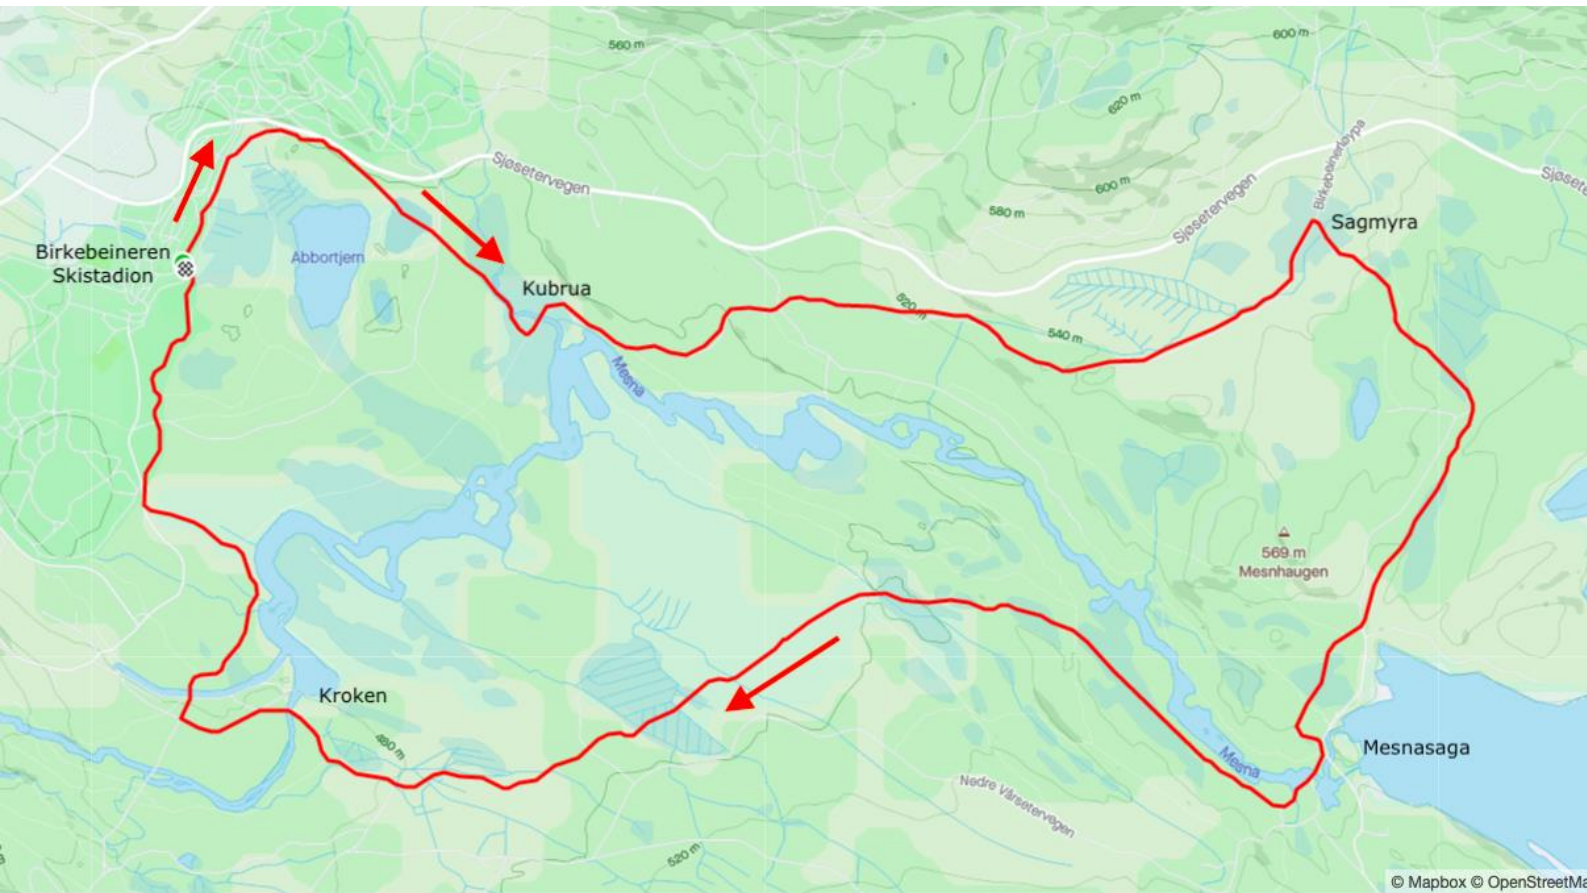 560 m
600 m
620 m
Sjøsetervegen
Birkebeinerløypa
600 m
Sjøsetervegen
580 m
Sagmyra
Birkebeineren
Skistadion
Abbortjern
Kubrua
520 m
540 m
Mesna
569 m
Mesnhaugen
Kroken
480 m
Mesna
Mesnasaga
Nedre Vårsetervegen
520 m
© Mapbox © OpenStreetMa